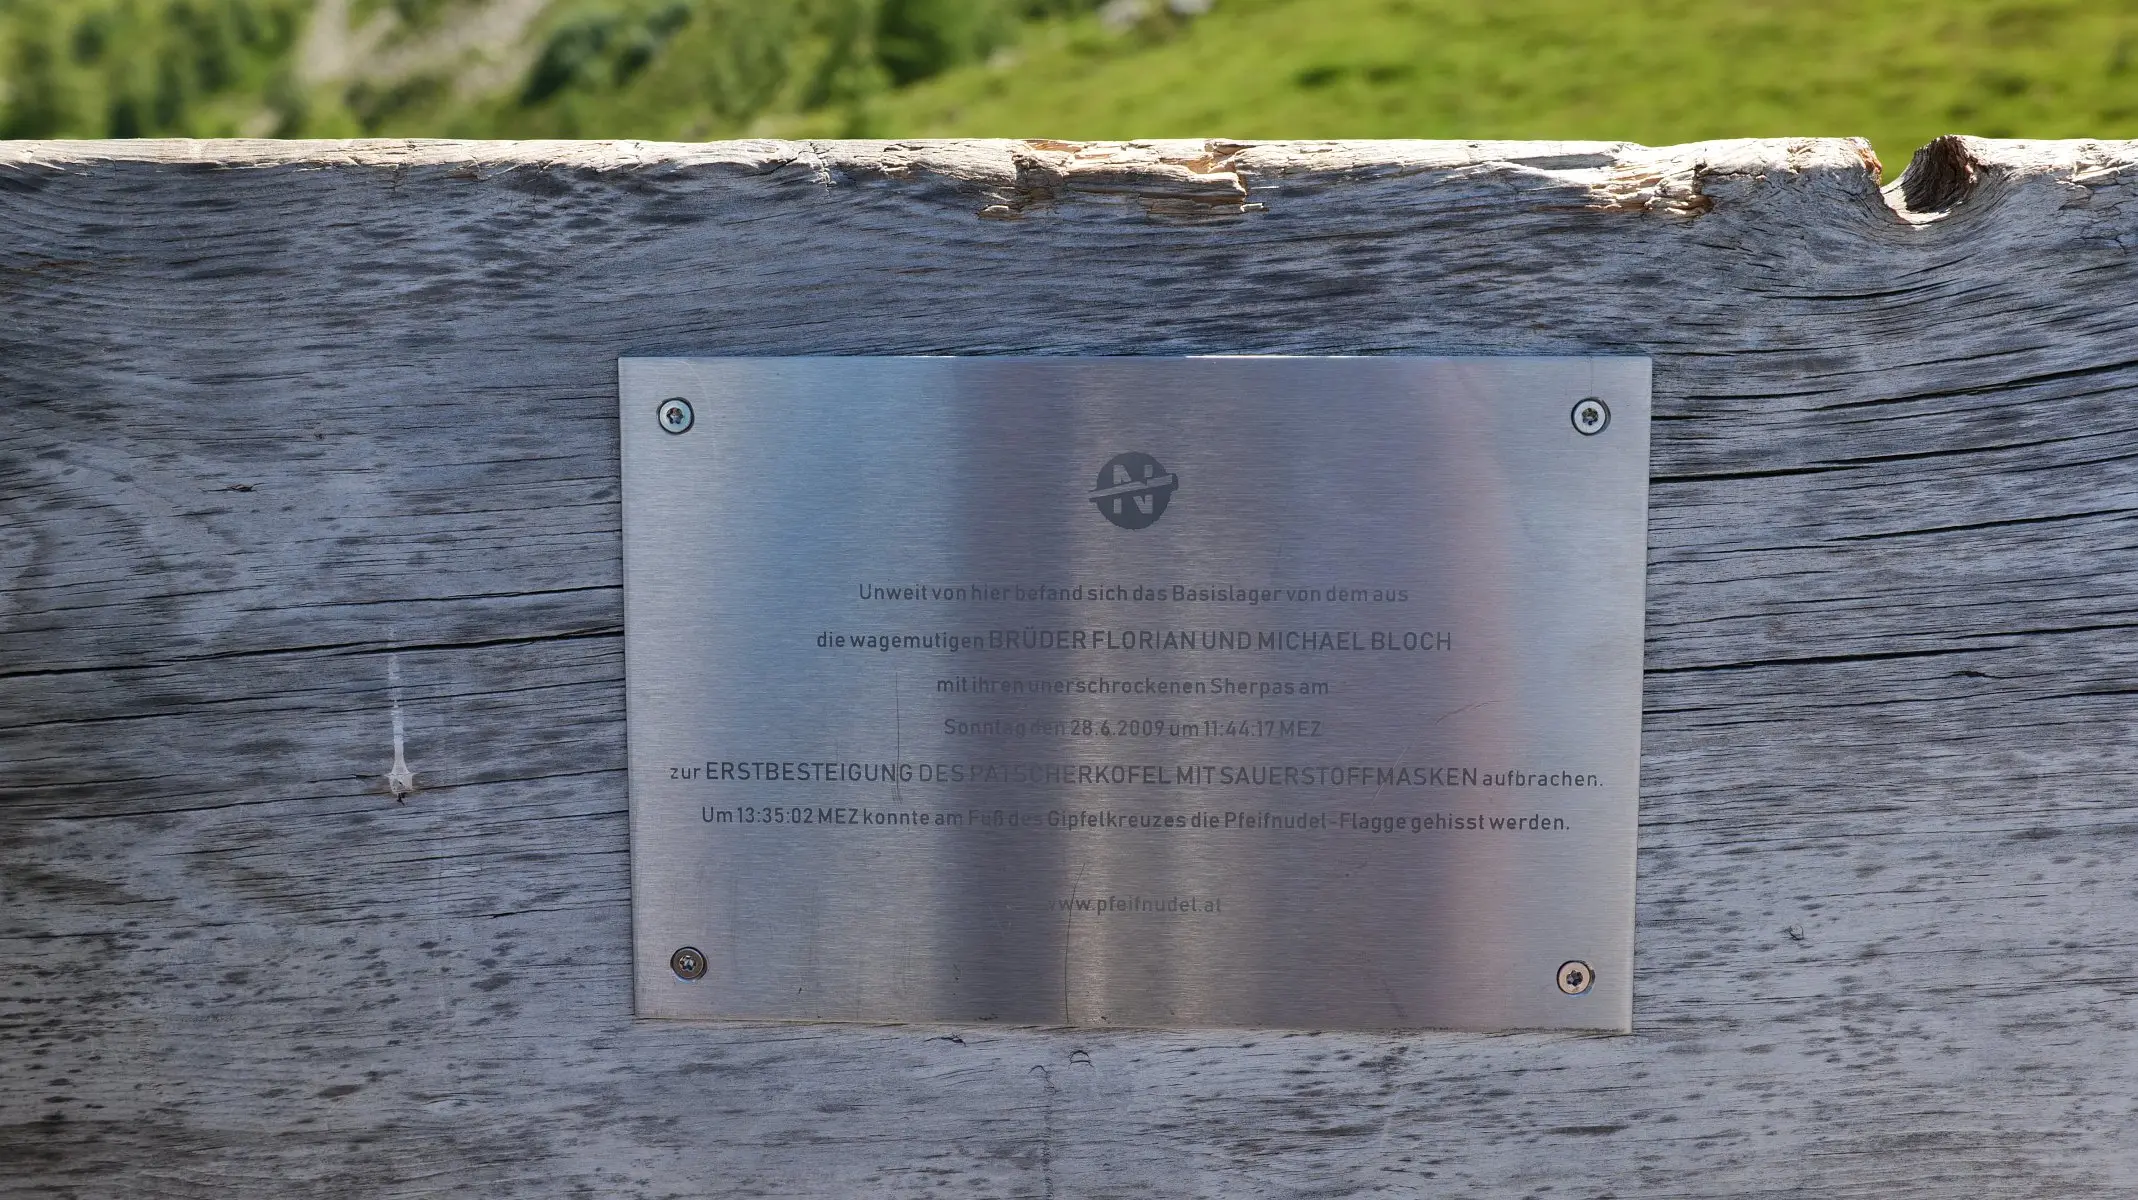 N
Unweit von hier befand sich das Basislager von dem aus
die wagemutigen BRÜDER FLORIAN UND MICHAEL BLOCH
mit ihren unerschrockenen Sherpas am
Sonntag den 28.6.2009 um 11:44.17 MEZ
zur ERSTBESTEIGUNG DES PATSCHERKOFEL MIT SAUERSTOFFMASKEN aufbrachen.
Um 13:35:02 MEZ konnte am Fuß des Gipfelkreuzes die Pfeifnudel-Flagge gehisst werden.
www.pfeifnudel.at